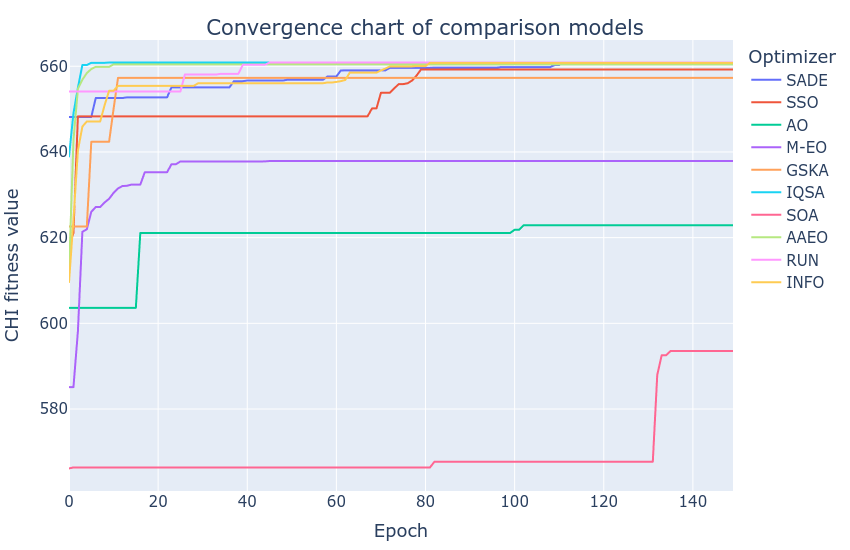 Convergence chart of comparison models
CHI fitness value
660
640
620
600
580
0
20
40
60
80
100
120
140
Epoch
Optimizer
SADE
SSO
AO
M-EO
GSKA
IQSA
SOA
AAEO
RUN
INFO